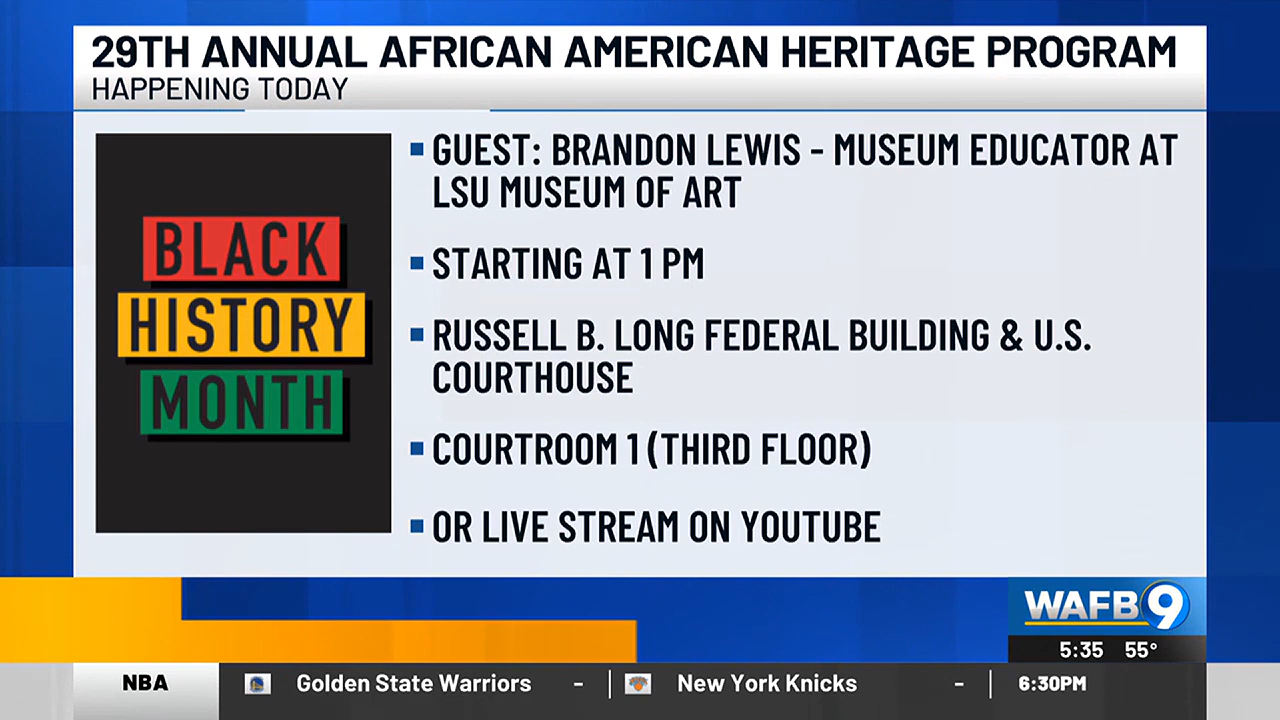 29TH ANNUAL AFRICAN AMERICAN HERITAGE PROGRAM
HAPPENING TODAY
BLACK
HISTORY
MONTH
GUEST: BRANDON LEWIS - MUSEUM EDUCATOR AT
LSU MUSEUM OF ART
STARTING AT 1 PM
RUSSELL B. LONG FEDERAL BUILDING & U.S.
COURTHOUSE
COURTROOM 1 (THIRD FLOOR)
OR LIVE STREAM ON YOUTUBE
WAFB 9
5:35 55°
NBA Golden State Warriors - New York Knicks - 6:30PM